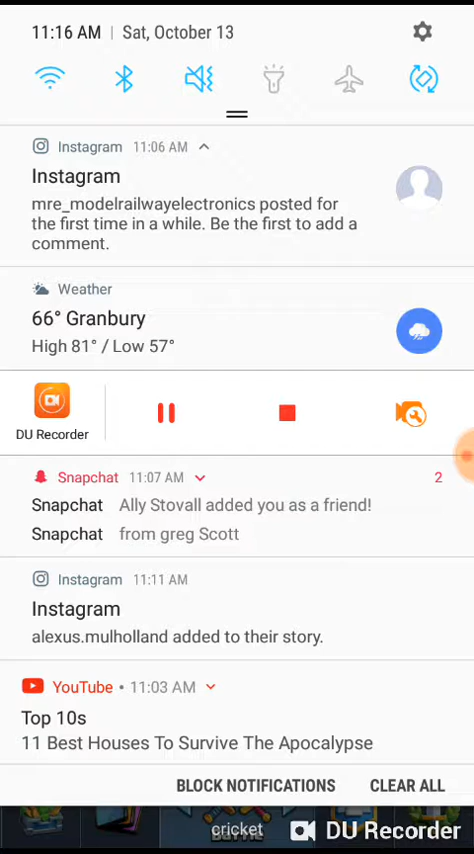 11:16 AM | Sat, October 13
Instagram 11:06 AM
Instagram
mre_modelrailwayelectronics posted for
the first time in a while. Be the first to add a
comment.
Weather
66° Granbury
High 81° / Low 57°
DU Recorder
Snapchat 11:07 AM 2
Snapchat Ally Stovall added you as a friend!
Snapchat from greg Scott
Instagram 11:11 AM
Instagram
alexus.mulholland added to their story.
YouTube • 11:03 AM
Top 10s
11 Best Houses To Survive The Apocalypse
BLOCK NOTIFICATIONS CLEAR ALL
cricket DU Recorder